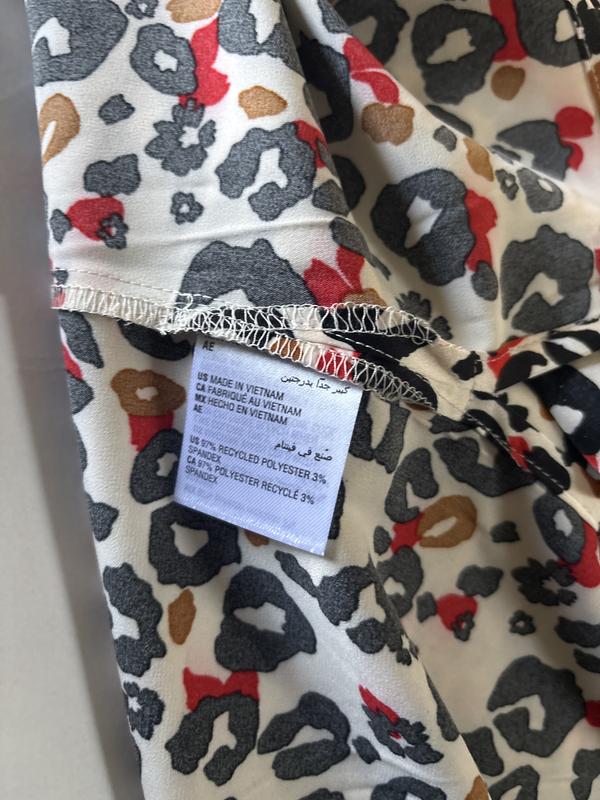 AE
كبير جدًا بدرجتين
US MADE IN VIETNAM
CA FABRIQUÉ AU VIETNAM
MX HECHO EN VIETNAM
AE
صّنع في فيتنام
US 97% RECYCLED POLYESTER 3%
SPANDEX
CA 97% POLYESTER RECYCLÉ 3%
SPANDEX